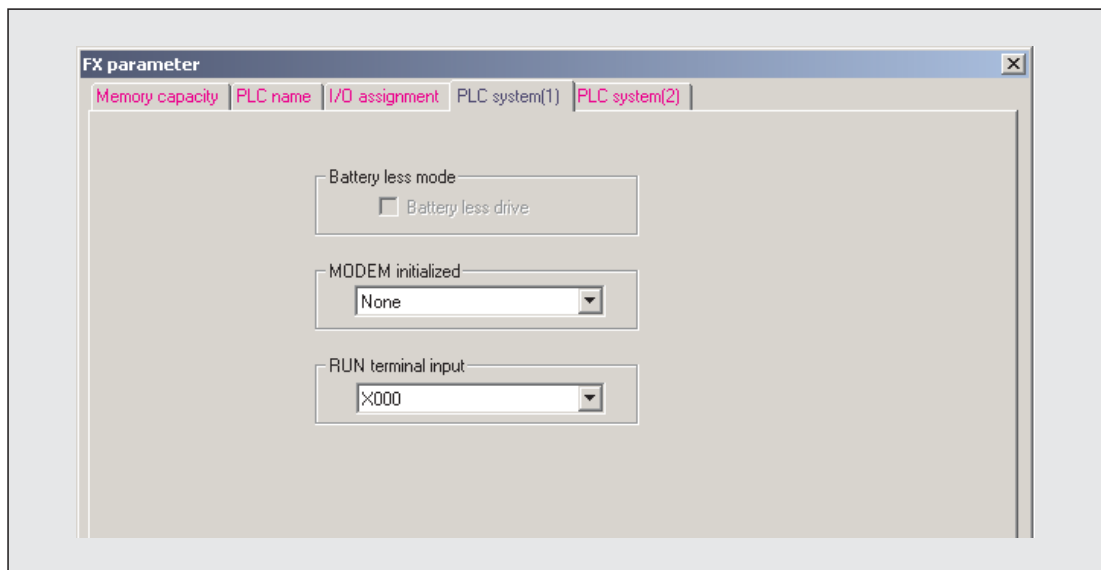 FX parameter
Memory capacity PLC name I/O assignment PLC system(1) PLC system(2)
Battery less mode
Battery less drive
MODEM initialized
None
RUN terminal input
X000